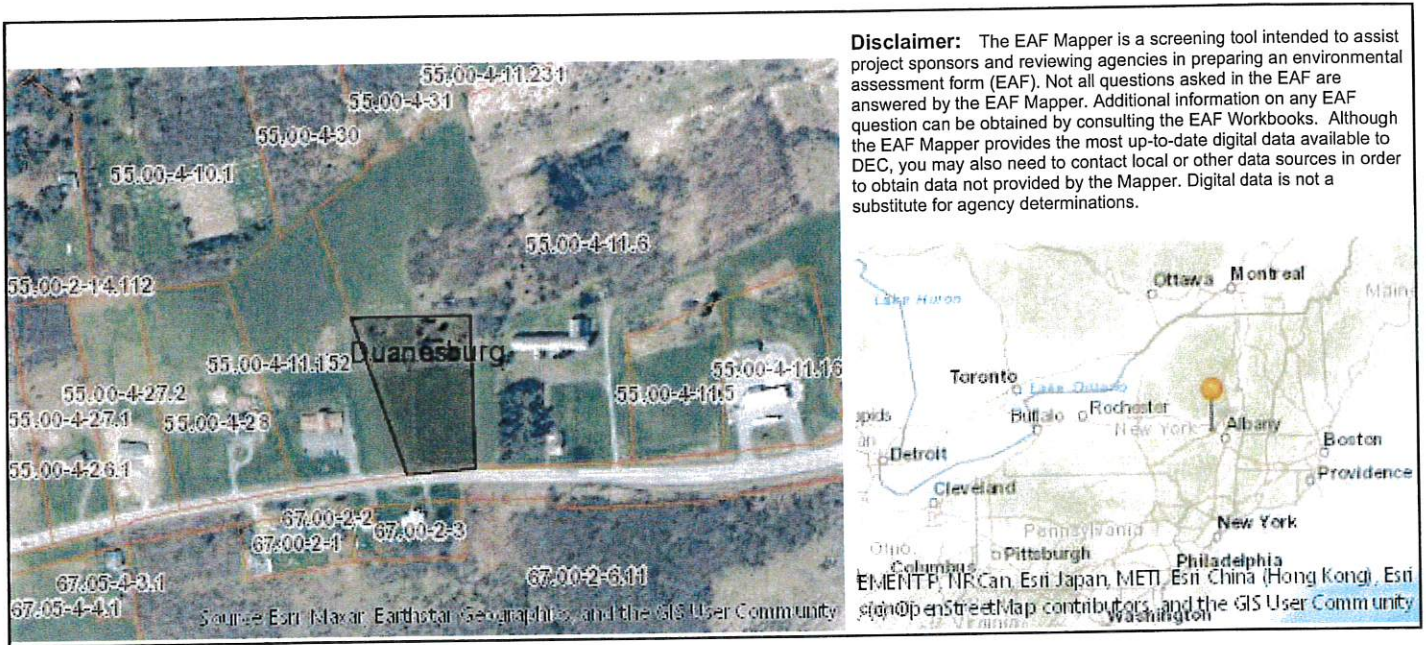 Disclaimer: The EAF Mapper is a screening tool intended to assist
project sponsors and reviewing agencies in preparing an environmental
assessment form (EAF). Not all questions asked in the EAF are
answered by the EAF Mapper. Additional information on any EAF
question can be obtained by consulting the EAF Workbooks. Although
the EAF Mapper provides the most up-to-date digital data available to
DEC, you may also need to contact local or other data sources in order
to obtain data not provided by the Mapper. Digital data is not a
substitute for agency determinations.
55.00-4-11.231
55.00-4-31
55.00-4-30
55.00-4-10.1
55.00-4-11.6
55.00-2-14.112
Duanesburg
55.00-4-11.152
55.00-4-11.16
55.00-4-11.5
55.00-4-27.2
55.00-4-27.1
55.00-4-28
55.00-4-26.1
67.00-2-2
67.00-2-3
67.00-2-1
67.00-2-6.11
67.05-4-3.1
67.05-4-4.1
Source: Esri, Maxar, Earthstar Geographics, and the GIS User Community
Ottawa
Montreal
Lake Huron
Maine
Toronto
Lake Ontario
Buffalo
Rochester
New York
Albany
apids
Detroit
Boston
Providence
Cleveland
Pennsylvania
New York
Ohio
Columbus
Pittsburgh
Philadelphia
EMENT P, NRCan, Esri Japan, METI, Esri China (Hong Kong), Esri
OpenStreetMap contributors, and the GIS User Community
Virginia
Washington